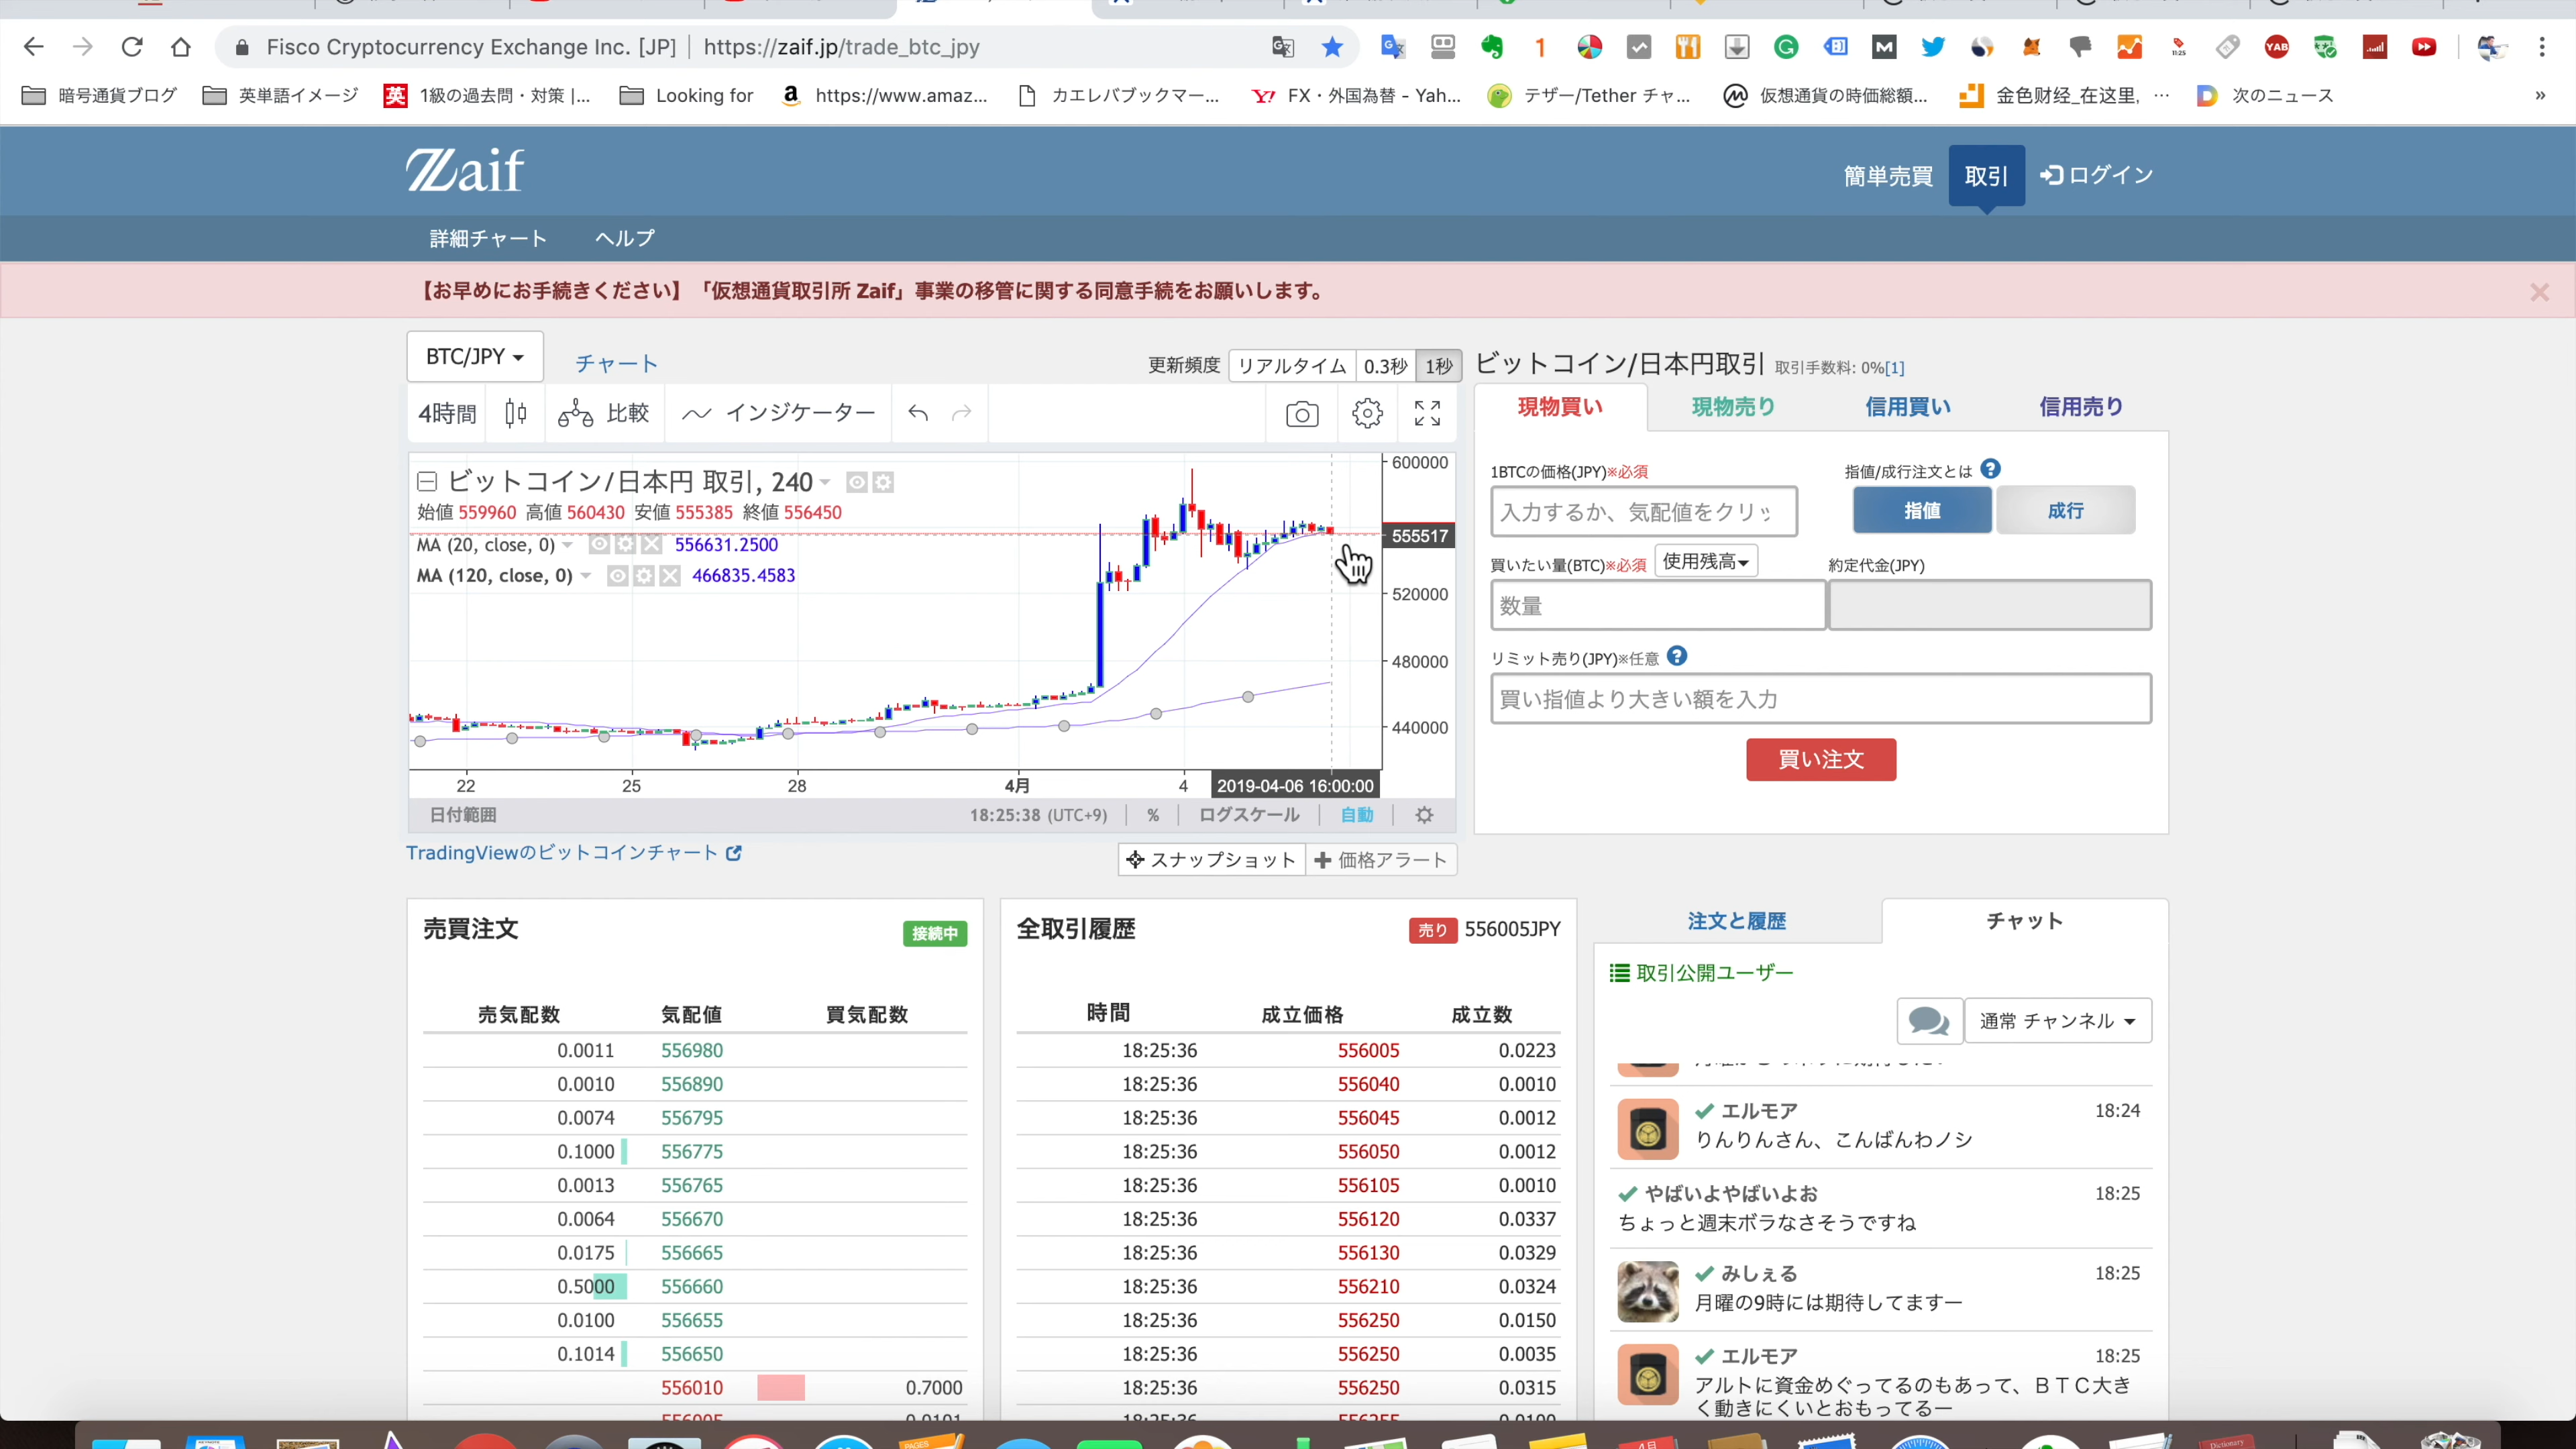 Fisco Cryptocurrency Exchange Inc. [JP] https://zaif.jp/trade_btc_jpy
暗号通貨ブログ 英単語イメージ 英 1級の過去問・対策 |... Looking for https://www.amaz... カエレバブックマー... FX・外国為替 - Yah... テザー/Tether チャ... 仮想通貨の時価総額... 金色财经_在这里, ... 次のニュース
Zaif
簡単売買 取引 ログイン
詳細チャート ヘルプ
【お早めにお手続きください】「仮想通貨取引所 Zaif」事業の移管に関する同意手続をお願いします。
BTC/JPY チャート 更新頻度 リアルタイム 0.3秒 1秒
4時間 比較 インジケーター
ビットコイン/日本円 取引, 240
始値 559960 高値 560430 安値 555385 終値 556450
MA (20, close, 0) 556631.2500
MA (120, close, 0) 466835.4583
600000
555517
520000
480000
440000
22 25 28 4月 4 2019-04-06 16:00:00
日付範囲 18:25:38 (UTC+9) % ログスケール 自動
TradingViewのビットコインチャート
スナップショット 価格アラート
ビットコイン/日本円取引 取引手数料: 0%[1]
現物買い 現物売り 信用買い 信用売り
1BTCの価格(JPY)※必須 指値/成行注文とは
入力するか、気配値をクリッ 指値 成行
買いたい量(BTC)※必須 使用残高 約定代金(JPY)
数量
リミット売り(JPY)※任意
買い指値より大きい額を入力
買い注文
売買注文 接続中
売気配数 気配値 買気配数
0.0011 556980
0.0010 556890
0.0074 556795
0.1000 556775
0.0013 556765
0.0064 556670
0.0175 556665
0.5000 556660
0.0100 556655
0.1014 556650
556010 0.7000
全取引履歴 売り 556005JPY
時間 成立価格 成立数
18:25:36 556005 0.0223
18:25:36 556040 0.0010
18:25:36 556045 0.0012
18:25:36 556050 0.0012
18:25:36 556105 0.0010
18:25:36 556120 0.0337
18:25:36 556130 0.0329
18:25:36 556210 0.0324
18:25:36 556250 0.0150
18:25:36 556250 0.0035
18:25:36 556250 0.0315
注文と履歴 チャット
取引公開ユーザー
通常 チャンネル
エルモア 18:24
りんりんさん、こんばんわノシ
やばいよやばいよお 18:25
ちょっと週末ボラなさそうですね
みしぇる 18:25
月曜の9時には期待してますー
エルモア 18:25
アルトに資金めぐってるのもあって、ＢＴＣ大き
く動きにくいとおもってるー